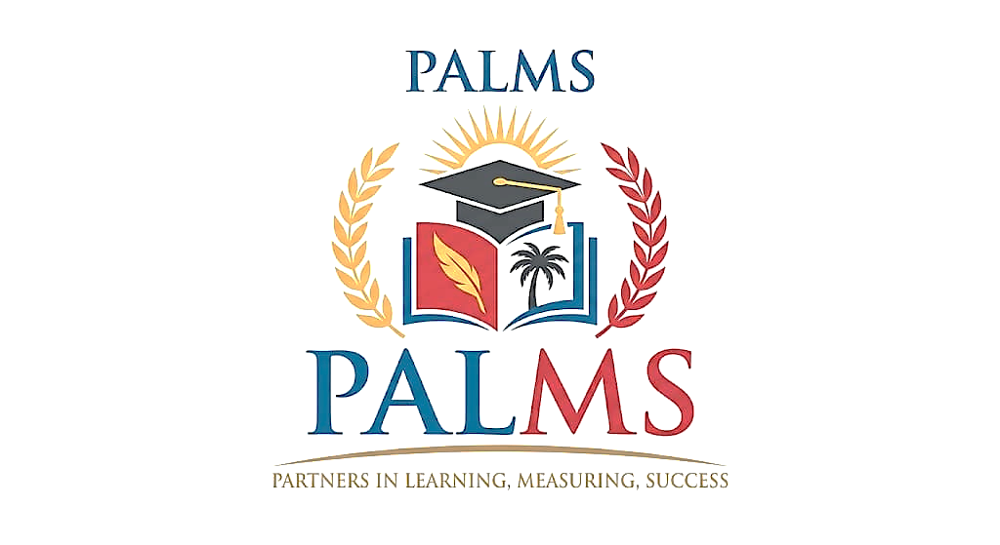 PALMS
PALMS
PARTNERS IN LEARNING, MEASURING, SUCCESS